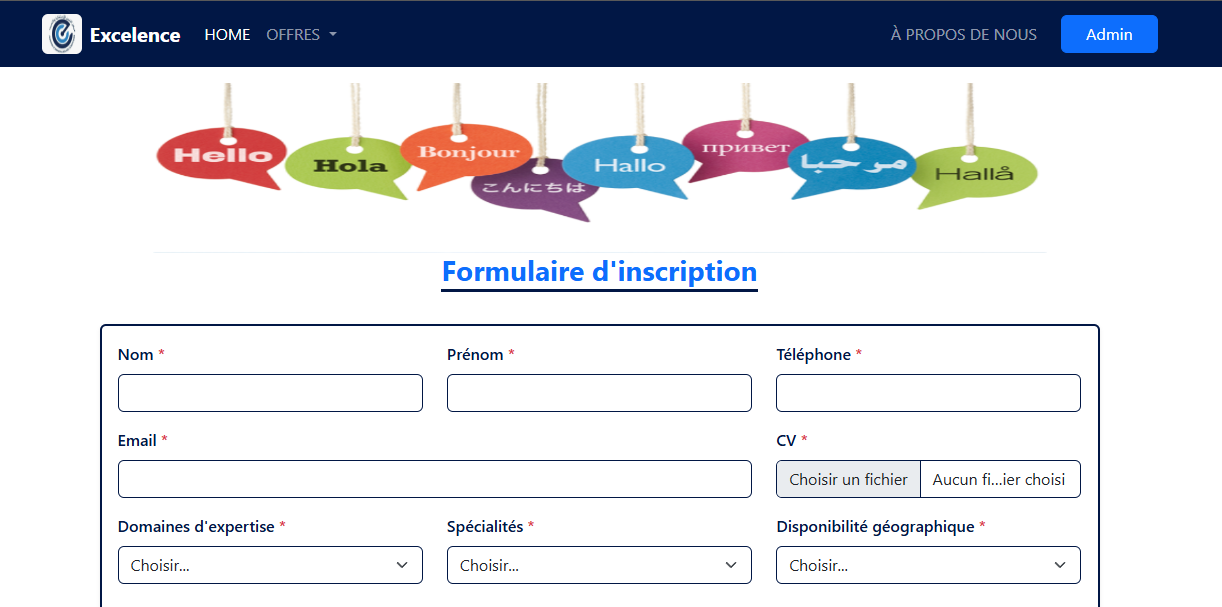 Excelence HOME OFFRES À PROPOS DE NOUS Admin
Hello Hola Bonjour こんにちは Hallo привет مرحبا Hallå
Formulaire d'inscription
Nom * Prénom * Téléphone *
Email * CV *
Choisir un fichier Aucun fi...ier choisi
Domaines d'expertise * Spécialités * Disponibilité géographique *
Choisir... Choisir... Choisir...